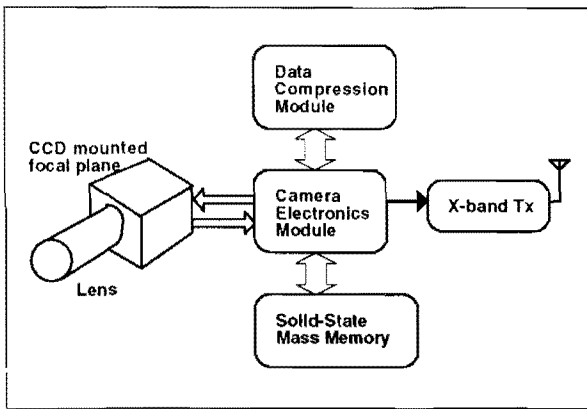 Data
Compression
Module
CCD mounted
focal plane
Camera
Electronics
Module
X-band Tx
Lens
Solid-State
Mass Memory